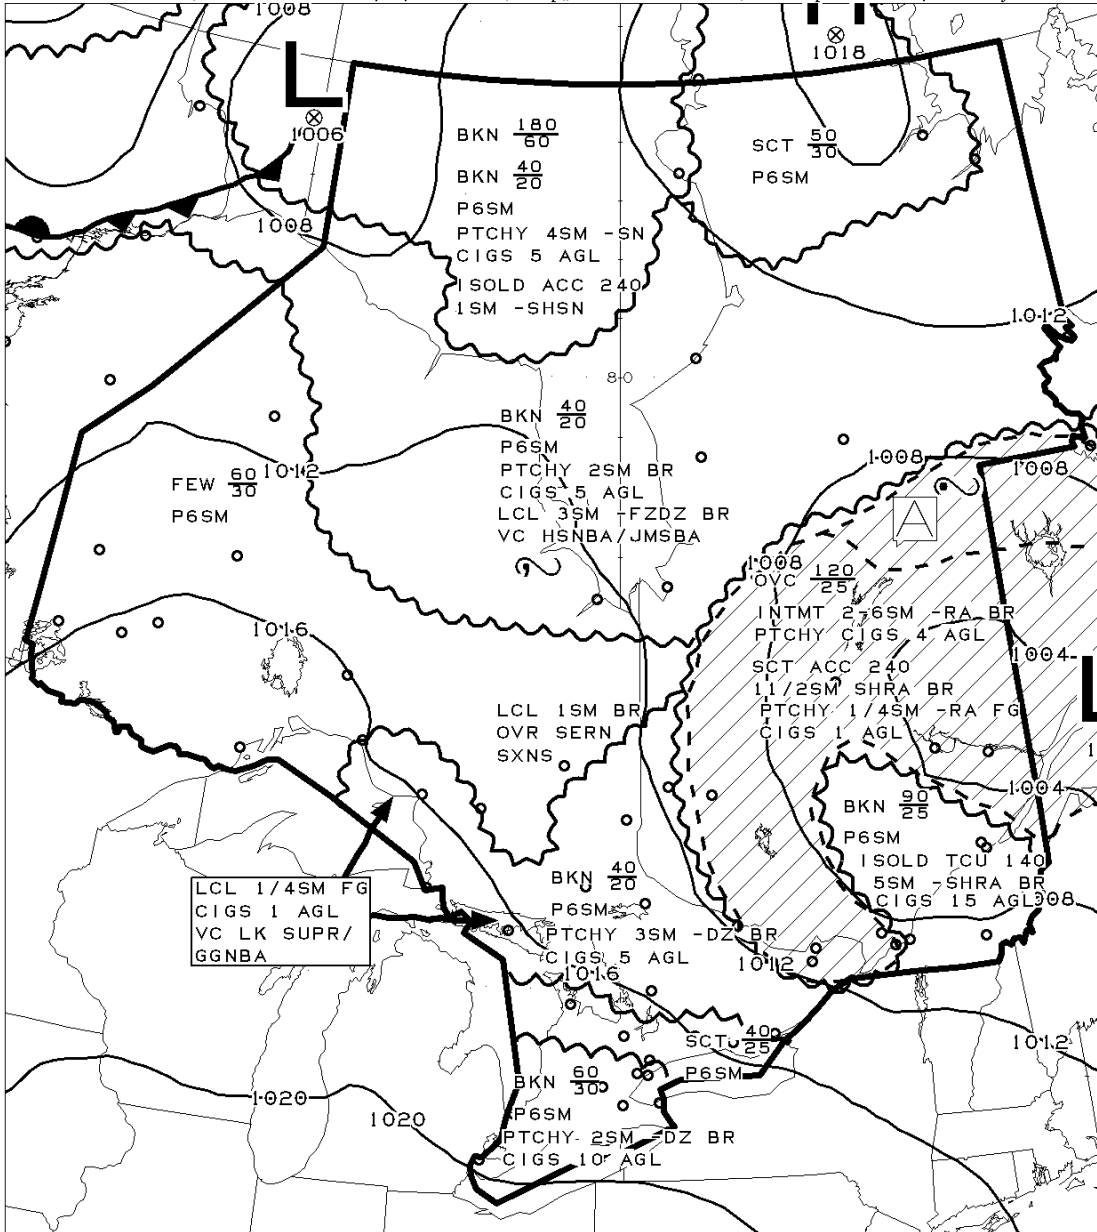 1008
L
1006
1018
BKN 180/60
BKN 40/20
P6SM
PTCHY 4SM -SN
CIGS 5 AGL
ISOLD ACC 240
1SM -SHSN
SCT 50/30
P6SM
1008
1012
80
BKN 40/20
P6SM
PTCHY 2SM BR
CIGS 5 AGL
LCL 3SM -FZDZ BR
VC HSNBA/JMSBA
FEW 60/30
P6SM
1012
1008
1008
A
1008
OVC 120/25
INTMT 2-6SM -RA BR
PTCHY CIGS 4 AGL
SCT ACC 240
11/2SM SHRA BR
PTCHY 1/4SM -RA FG
CIGS 1 AGL
1016
1004
L
LCL 1SM BR
OVR SERN
SXNS
1004
BKN 90/25
P6SM
ISOLD TCU 140
5SM -SHRA BR
CIGS 15 AGL
1008
LCL 1/4SM FG
CIGS 1 AGL
VC LK SUPR/
GGNBA
BKN 40/20
P6SM
PTCHY 3SM -DZ BR
CIGS 5 AGL
1016
1012
SCT 40/25
P6SM
1012
BKN 60/30
P6SM
PTCHY 2SM -DZ BR
CIGS 10 AGL
1020
1020